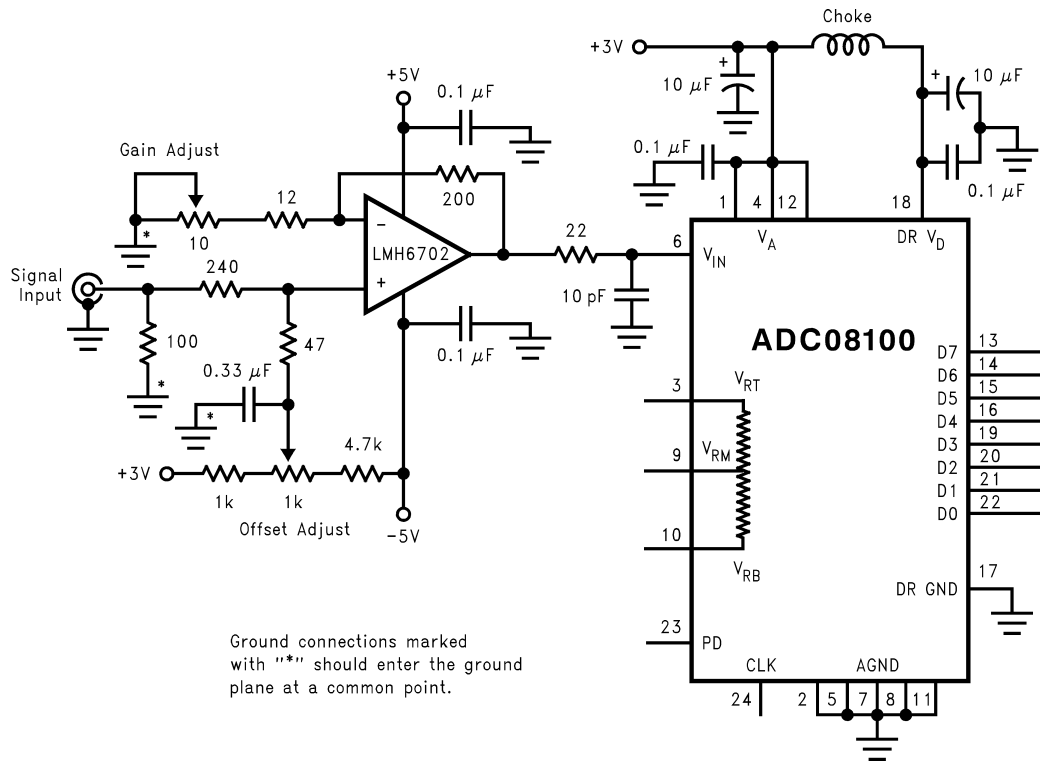 Choke
+3V
+
10 µF
+
10 µF
+5V
0.1 µF
0.1 µF
0.1 µF
Gain Adjust
12
200
1
4
12
18
*
10
−
LMH6702
+
22
6
V_IN
V_A
DR V_D
Signal
Input
240
10 pF
ADC08100
100
47
0.1 µF
D7
13
D6
14
D5
15
D4
16
D3
19
D2
20
D1
21
D0
22
*
0.33 µF
*
3
V_RT
4.7k
9
V_RM
+3V
1k
1k
Offset Adjust
−5V
10
V_RB
DR GND
17
23
PD
Ground connections marked
with "*" should enter the ground
plane at a common point.
CLK
AGND
24
2
5
7
8
11